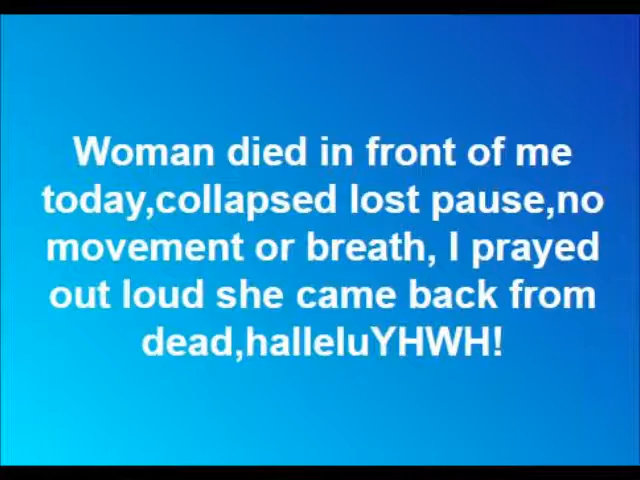 Woman died in front of me
today,collapsed lost pause,no
movement or breath, I prayed
out loud she came back from
dead,halleluYHWH!